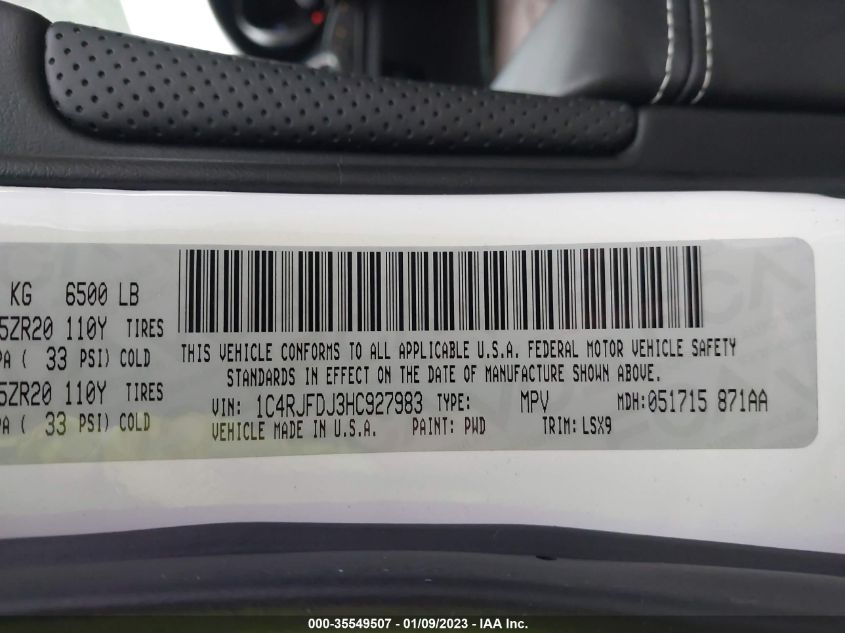 KG 6500 LB
5ZR20 110Y TIRES
PA ( 33 PSI) COLD
5ZR20 110Y TIRES
PA ( 33 PSI) COLD
THIS VEHICLE CONFORMS TO ALL APPLICABLE U.S.A. FEDERAL MOTOR VEHICLE SAFETY
STANDARDS IN EFFECT ON THE DATE OF MANUFACTURE SHOWN ABOVE.
VIN: 1C4RJFDJ3HC927983 TYPE: MPV MDH:051715 871AA
VEHICLE MADE IN U.S.A. PAINT: PWD TRIM: LSX9
000-35549507 - 01/09/2023 - IAA Inc.